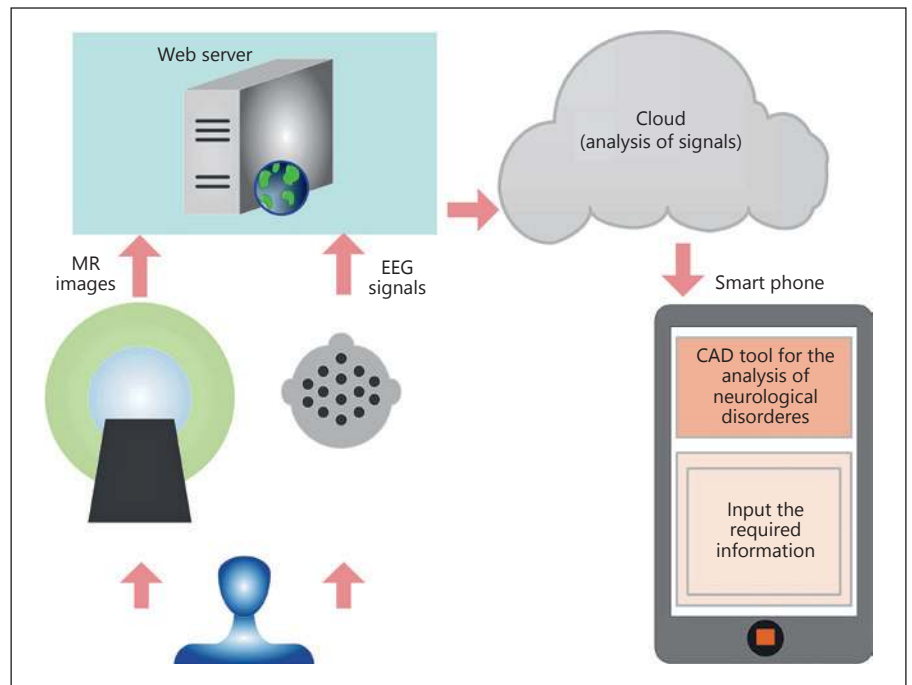 Web server
Cloud
(analysis of signals)
MR
images
EEG
signals
Smart phone
CAD tool for the
analysis of
neurological
disorderes
Input the
required
information